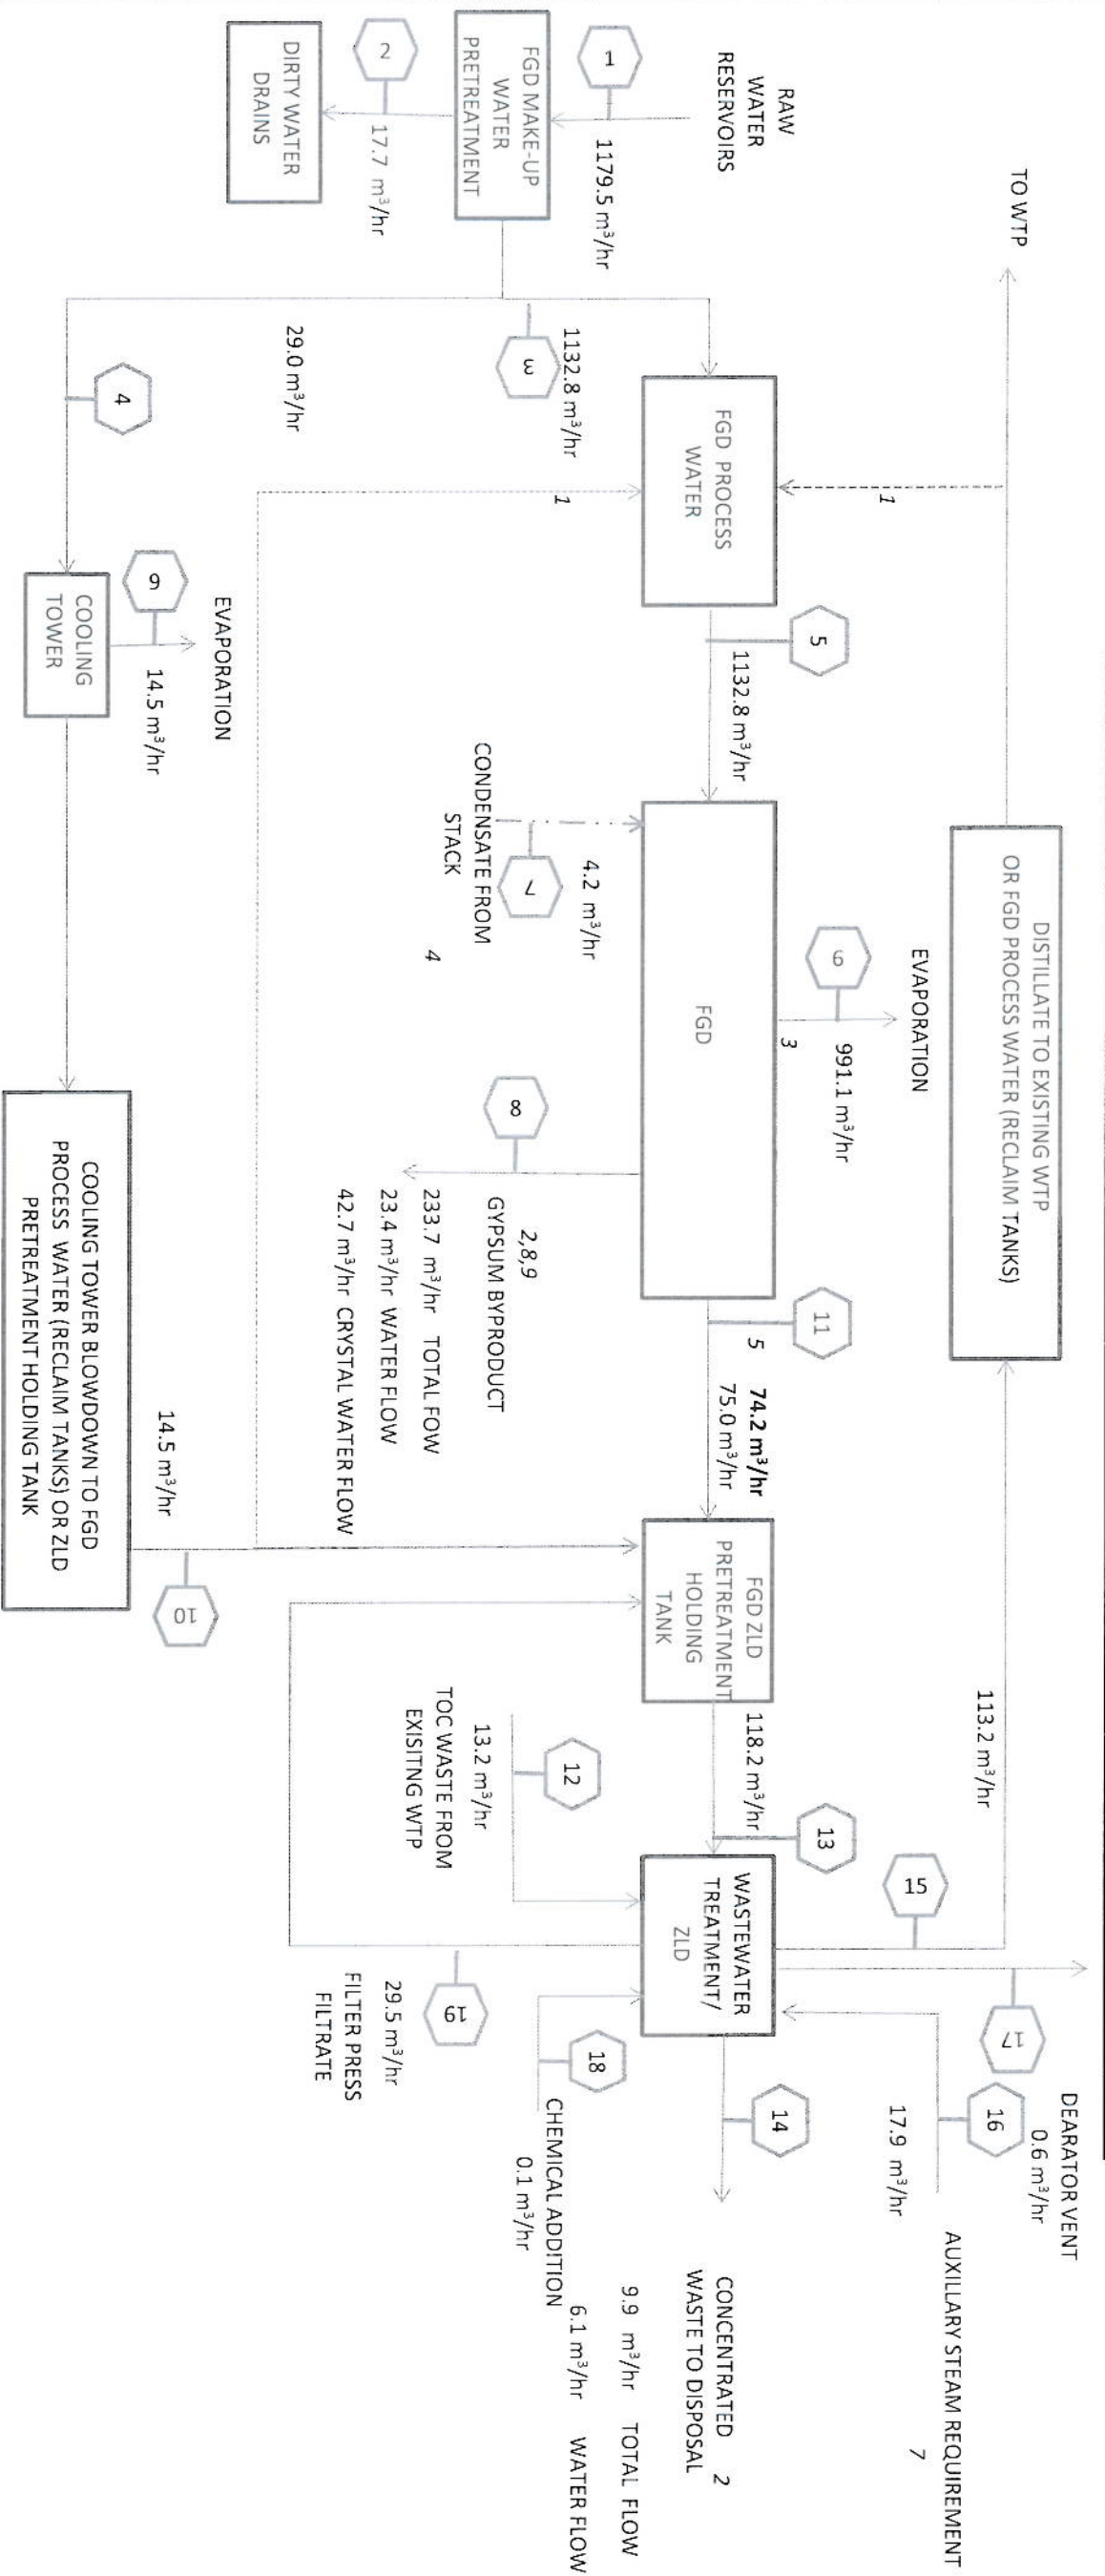 TO WTP
DISTILLATE TO EXISTING WTP
OR FGD PROCESS WATER (RECLAIM TANKS)
113.2 m³/hr
15
17
DEARATOR VENT
0.6 m³/hr
16
17.9 m³/hr
AUXILLARY STEAM REQUIREMENT
7
RAW
WATER
RESERVOIRS
1
1179.5 m³/hr
FGD MAKE-UP
WATER
PRETREATMENT
2
17.7 m³/hr
DIRTY WATER
DRAINS
3
1132.8 m³/hr
29.0 m³/hr
4
1
FGD PROCESS
WATER
1
5
1132.8 m³/hr
EVAPORATION
6
991.1 m³/hr
3
FGD
4.2 m³/hr
7
CONDENSATE FROM
STACK
4
8
2,8,9
GYPSUM BYPRODUCT
233.7 m³/hr TOTAL FOW
23.4 m³/hr WATER FLOW
42.7 m³/hr CRYSTAL WATER FLOW
11
5
74.2 m³/hr
75.0 m³/hr
FGD ZLD
PRETREATMENT
HOLDING
TANK
118.2 m³/hr
13
WASTEWATER
TREATMENT/
ZLD
14
CONCENTRATED 2
WASTE TO DISPOSAL
9.9 m³/hr TOTAL FLOW
6.1 m³/hr WATER FLOW
12
13.2 m³/hr
TOC WASTE FROM
EXISITNG WTP
18
CHEMICAL ADDITION
0.1 m³/hr
19
29.5 m³/hr
FILTER PRESS
FILTRATE
EVAPORATION
9
14.5 m³/hr
COOLING
TOWER
14.5 m³/hr
10
COOLING TOWER BLOWDOWN TO FGD
PROCESS WATER (RECLAIM TANKS) OR ZLD
PRETREATMENT HOLDING TANK